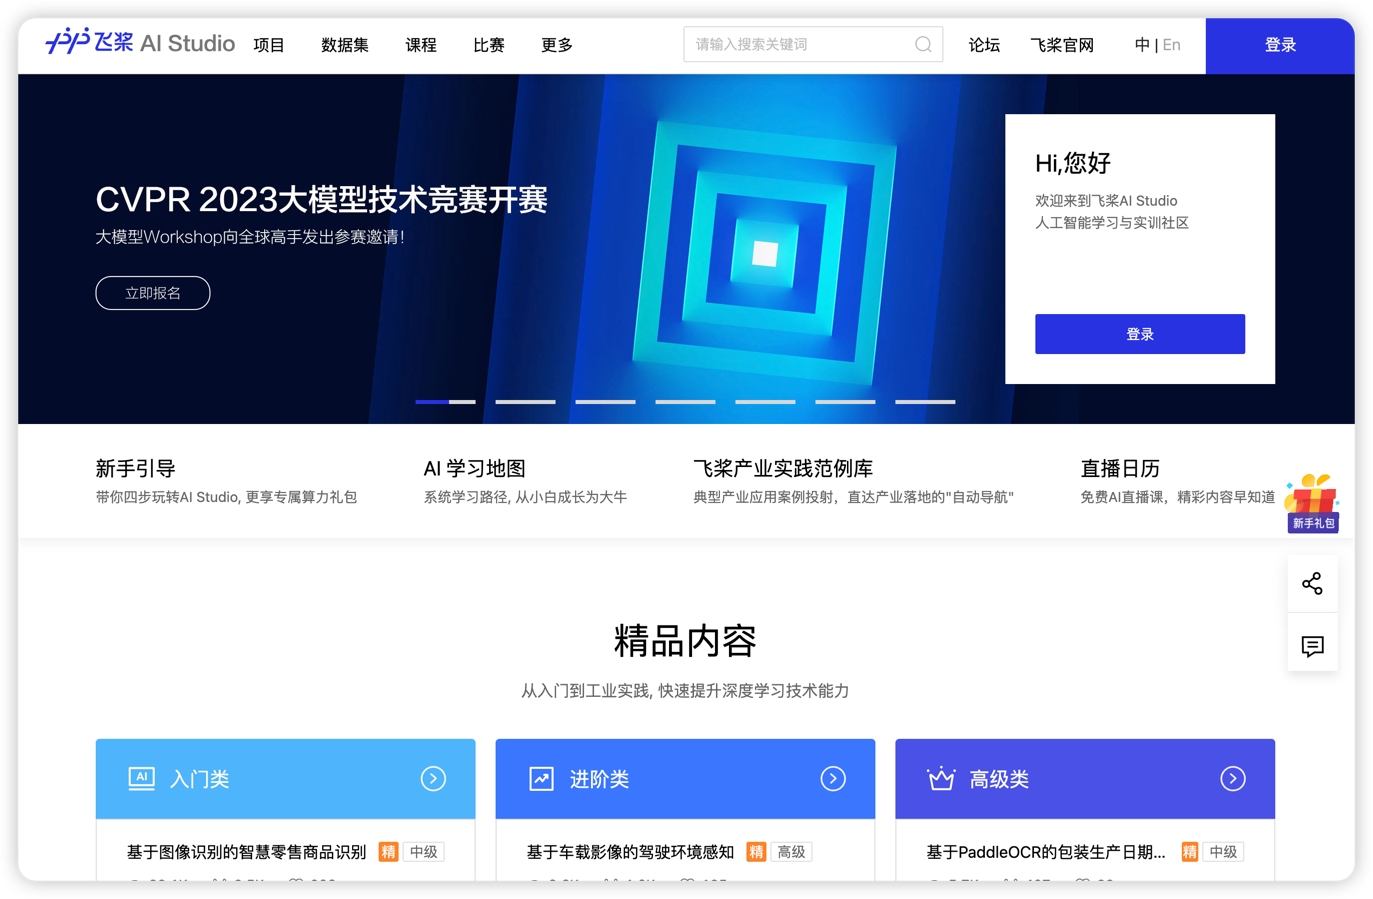 飞桨 AI Studio 项目 数据集 课程 比赛 更多 请输入搜索关键词 论坛 飞桨官网 中 | En 登录
CVPR 2023大模型技术竞赛开赛
大模型Workshop向全球高手发出参赛邀请！
立即报名
Hi,您好
欢迎来到飞桨AI Studio
人工智能学习与实训社区
登录
新手引导
带你四步玩转AI Studio, 更享专属算力礼包
AI 学习地图
系统学习路径, 从小白成长为大牛
飞桨产业实践范例库
典型产业应用案例投射，直达产业落地的"自动导航"
直播日历
免费AI直播课，精彩内容早知道
新手礼包
精品内容
从入门到工业实践, 快速提升深度学习技术能力
AI 入门类
进阶类
高级类
基于图像识别的智慧零售商品识别 精 中级
基于车载影像的驾驶环境感知 精 高级
基于PaddleOCR的包装生产日期... 精 中级